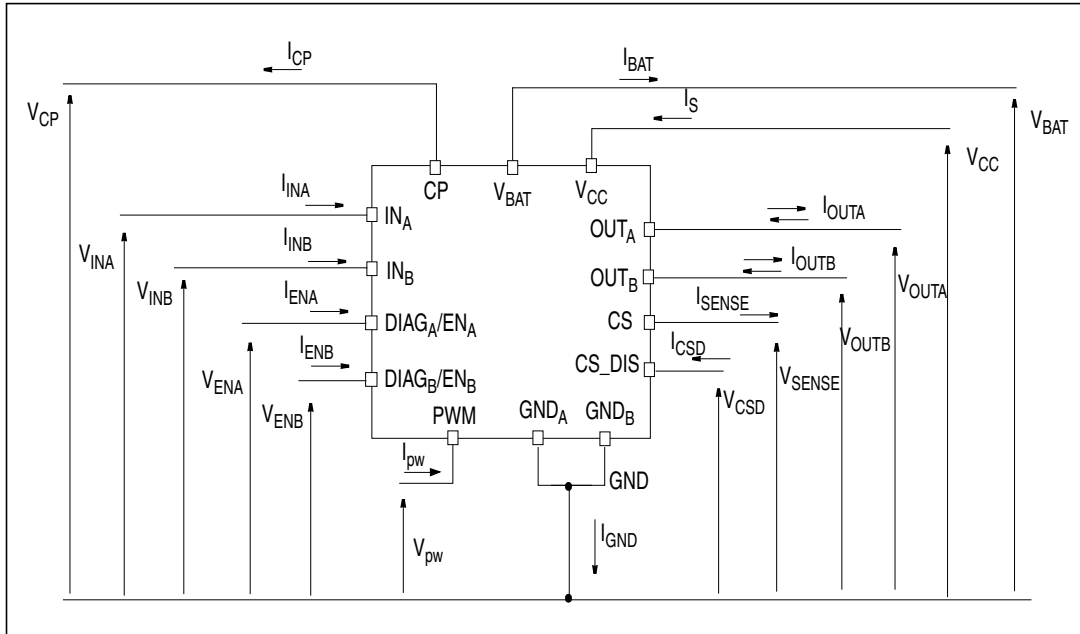 I_CP
I_BAT
I_S
V_CP
V_BAT
V_CC
CP
V_BAT
V_CC
I_INA
IN_A
OUT_A
I_OUTA
V_INA
I_INB
IN_B
OUT_B
I_OUTB
V_INB
V_OUTA
I_ENA
DIAG_A/EN_A
CS
I_SENSE
V_OUTB
I_ENB
DIAG_B/EN_B
CS_DIS
I_CSD
V_ENA
V_SENSE
V_ENB
V_CSD
PWM
GND_A
GND_B
I_pw
GND
V_pw
I_GND